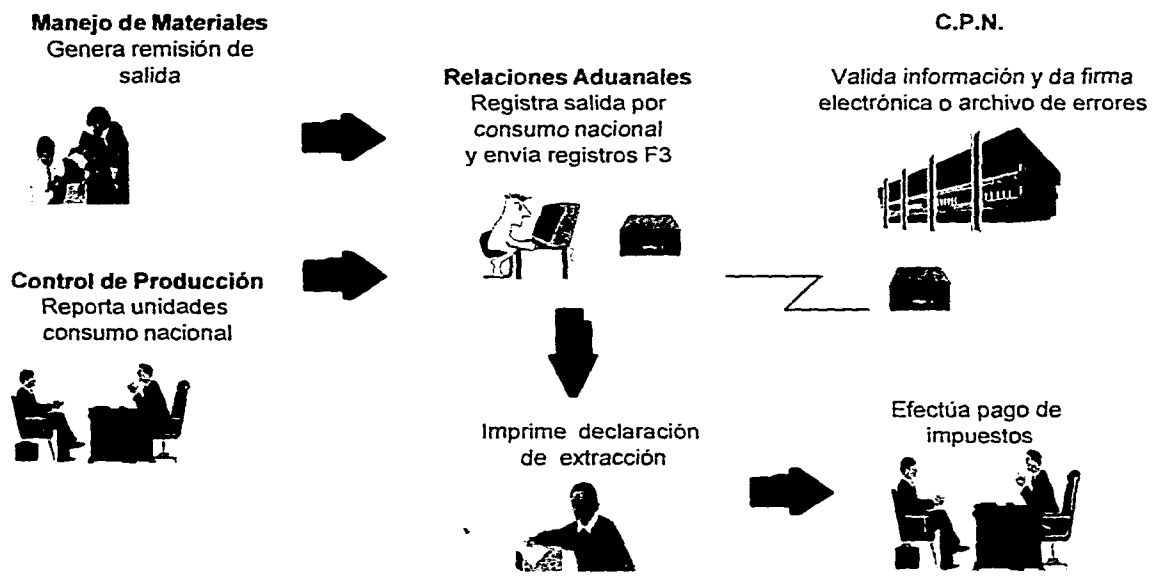 Manejo de Materiales
Genera remisión de
salida
Control de Producción
Reporta unidades
consumo nacional
Relaciones Aduanales
Registra salida por
consumo nacional
y envía registros F3
Imprime declaración
de extracción
C.P.N.
Valida información y da firma
electrónica o archivo de errores
Efectúa pago de
impuestos